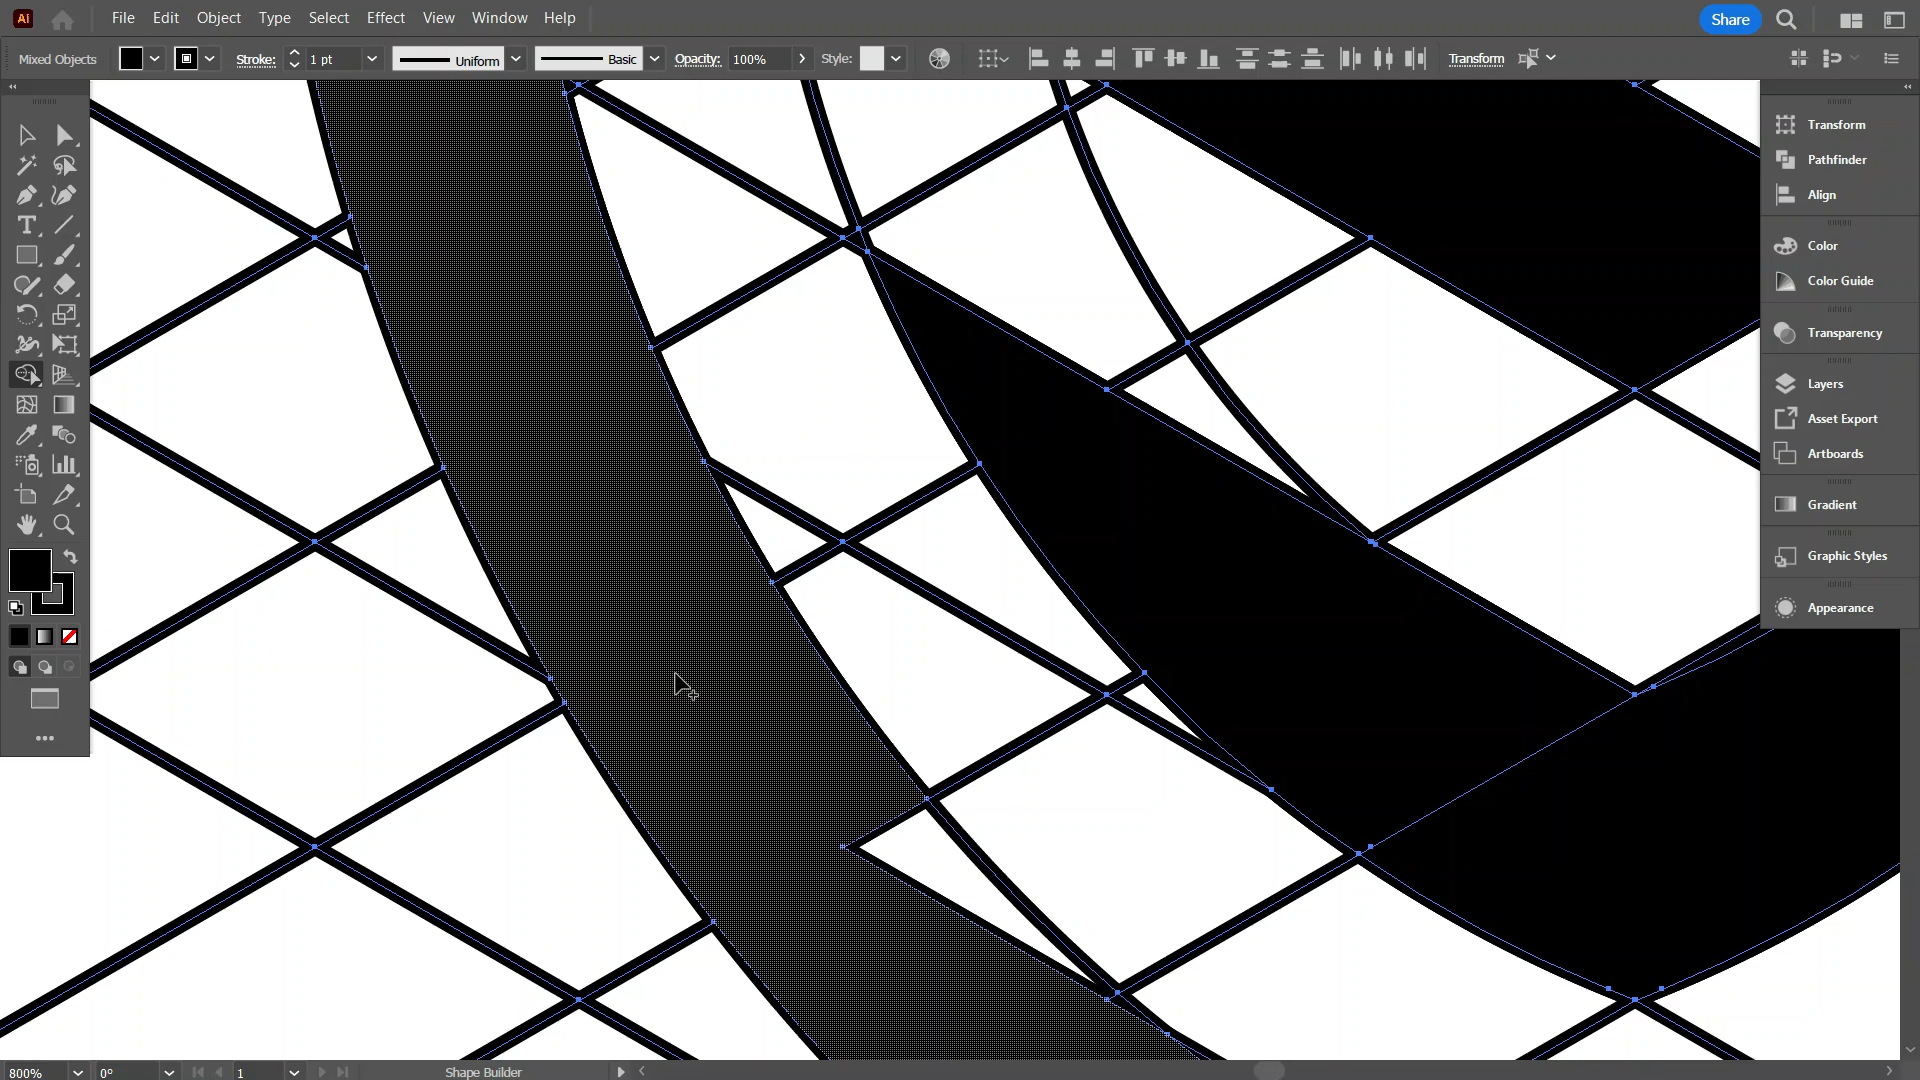 Ai File Edit Object Type Select Effect View Window Help Share
Mixed Objects Stroke: 1 pt Uniform Basic Opacity: 100% Style: Transform
Transform
Pathfinder
Align
Color
Color Guide
Transparency
Layers
Asset Export
Artboards
Gradient
Graphic Styles
Appearance
800% 0° 1 Shape Builder